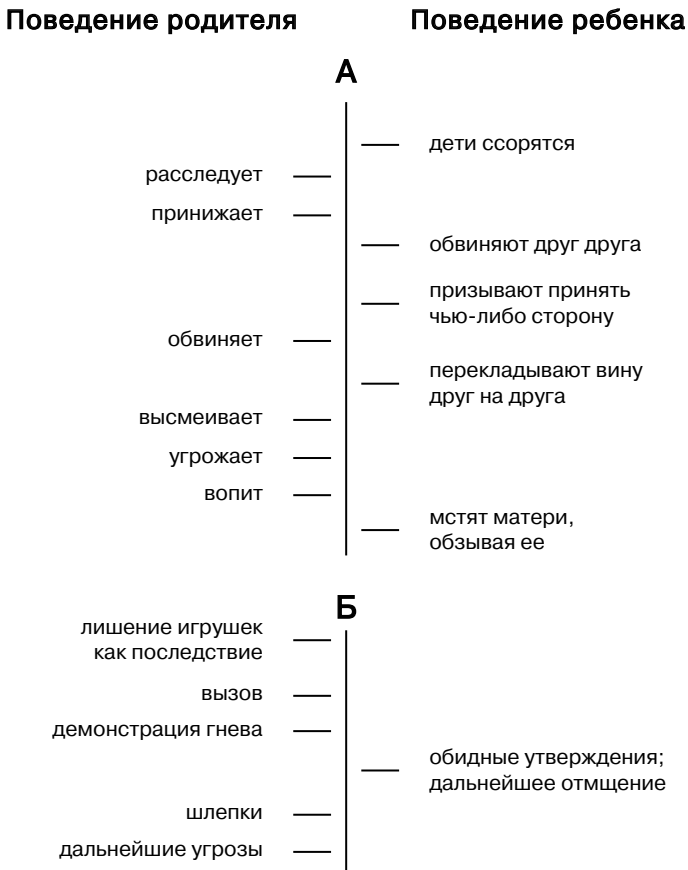 Поведение родителя
Поведение ребенка
А
дети ссорятся
расследует
принижает
обвиняют друг друга
призывают принять
чью-либо сторону
обвиняет
перекладывают вину
друг на друга
высмеивает
угрожает
вопит
мстят матери,
обзывая ее
Б
лишение игрушек
как последствие
вызов
демонстрация гнева
обидные утверждения;
дальнейшее отмщение
шлепки
дальнейшие угрозы